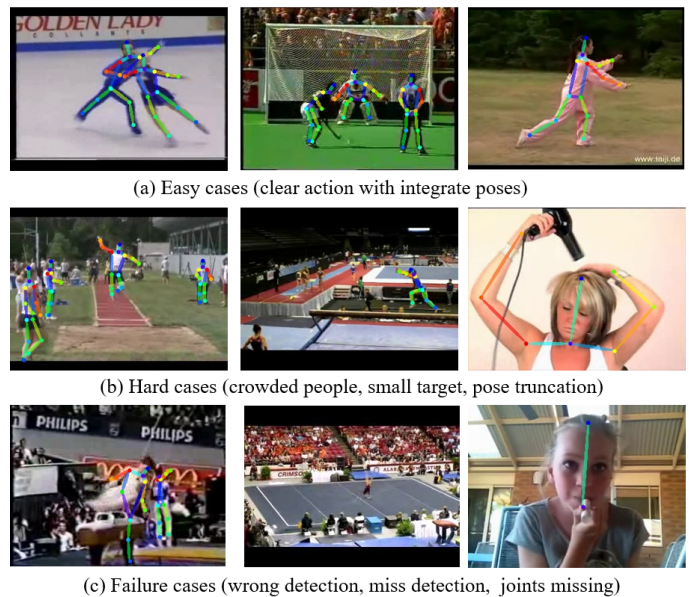 GOLDEN LADY
COLLANTS
www.taiji.de
(a) Easy cases (clear action with integrate poses)
(b) Hard cases (crowded people, small target, pose truncation)
PHILIPS
PHILIPS
CRIMSON
(c) Failure cases (wrong detection, miss detection, joints missing)